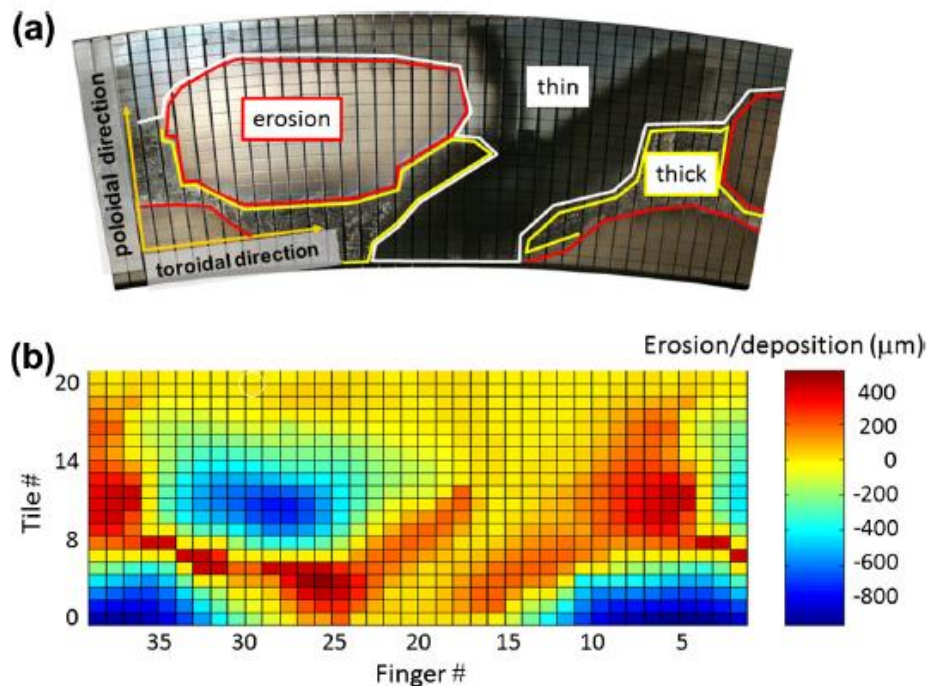 (a)
erosion
thin
thick
poloidal direction
toroidal direction
(b)
Erosion/deposition (μm)
20
14
8
0
Tile #
35
30
25
20
15
10
5
Finger #
400
200
0
-200
-400
-600
-800